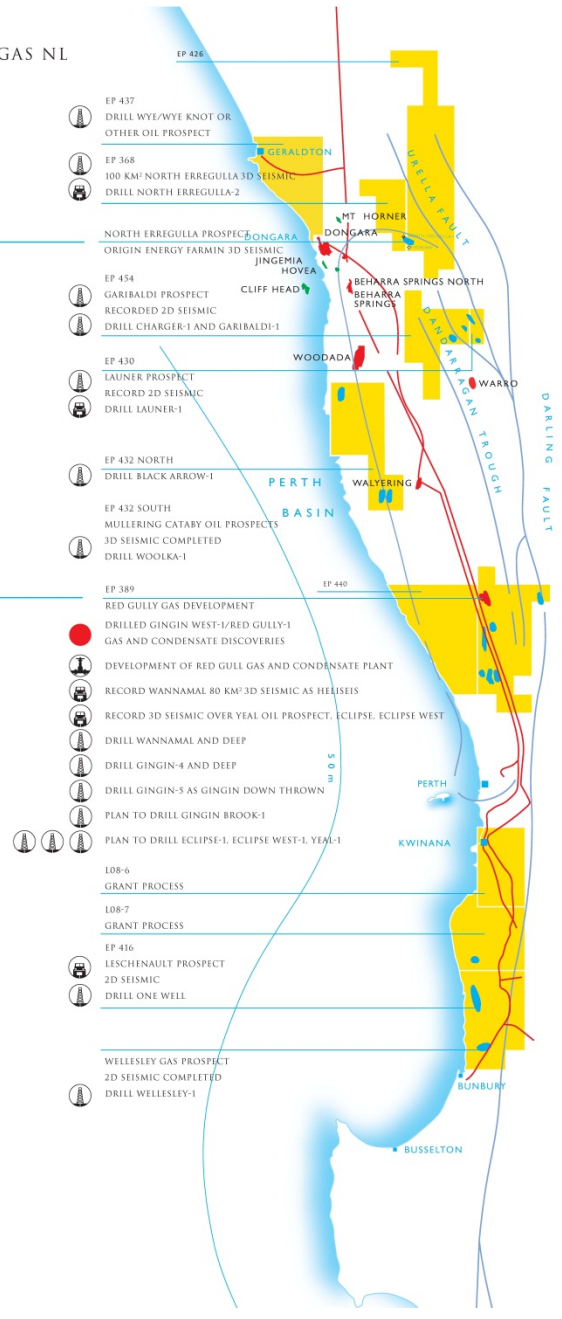 GAS NL
EP 426
EP 437
DRILL WYE/WYE KNOT OR
OTHER OIL PROSPECT
EP 368
100 KM² NORTH ERREGULLA 3D SEISMIC
DRILL NORTH ERREGULLA-2
NORTH ERREGULLA PROSPECT
ORIGIN ENERGY FARMIN 3D SEISMIC
EP 454
GARIBALDI PROSPECT
RECORDED 2D SEISMIC
DRILL CHARGER-1 AND GARIBALDI-1
EP 430
LAUNER PROSPECT
RECORD 2D SEISMIC
DRILL LAUNER-1
EP 432 NORTH
DRILL BLACK ARROW-1
EP 432 SOUTH
MULLERING CATABY OIL PROSPECTS
3D SEISMIC COMPLETED
DRILL WOOLKA-1
EP 389
RED GULLY GAS DEVELOPMENT
DRILLED GINGIN WEST-1/RED GULLY-1
GAS AND CONDENSATE DISCOVERIES
DEVELOPMENT OF RED GULL GAS AND CONDENSATE PLANT
RECORD WANNAMAL 80 KM² 3D SEISMIC AS HELISEIS
RECORD 3D SEISMIC OVER YEAL OIL PROSPECT, ECLIPSE, ECLIPSE WEST
DRILL WANNAMAL AND DEEP
DRILL GINGIN-4 AND DEEP
DRILL GINGIN-5 AS GINGIN DOWN THROWN
PLAN TO DRILL GINGIN BROOK-1
PLAN TO DRILL ECLIPSE-1, ECLIPSE WEST-1, YEAL-1
L08-6
GRANT PROCESS
L08-7
GRANT PROCESS
EP 416
LESCHENAULT PROSPECT
2D SEISMIC
DRILL ONE WELL
WELLESLEY GAS PROSPECT
2D SEISMIC COMPLETED
DRILL WELLESLEY-1
GERALDTON
URELLA FAULT
MT HORNER
DONGARA
DONGARA
JINGEMIA
HOVEA
CLIFF HEAD
BEHARRA SPRINGS NORTH
BEHARRA
SPRINGS
WOODADA
DANDARRAGAN TROUGH
WARRO
DARLING FAULT
WALYERING
PERTH
BASIN
EP 440
50m
PERTH
KWINANA
BUNBURY
BUSSELTON